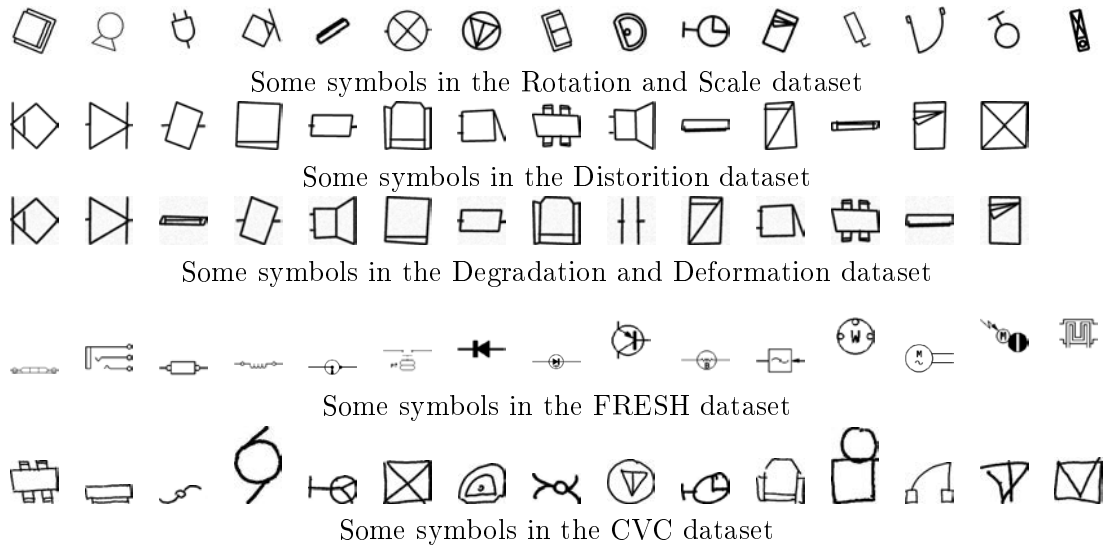 Some symbols in the Rotation and Scale dataset
Some symbols in the Distorition dataset
Some symbols in the Degradation and Deformation dataset
W
M
M
Some symbols in the FRESH dataset
Some symbols in the CVC dataset